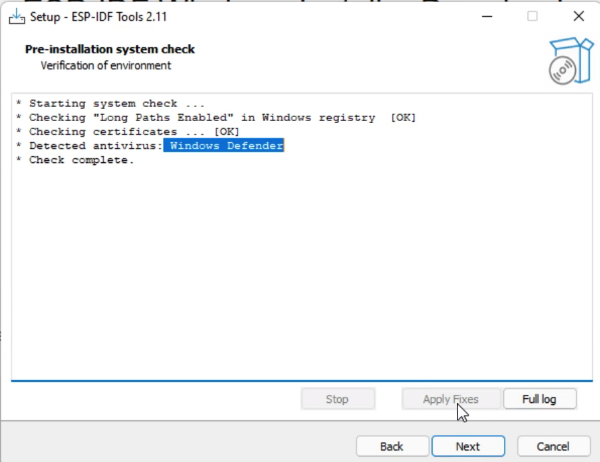 Setup - ESP-IDF Tools 2.11
Pre-installation system check
Verification of environment
* Starting system check ...
* Checking "Long Paths Enabled" in Windows registry  [OK]
* Checking certificates ... [OK]
* Detected antivirus: Windows Defender
* Check complete.
Stop
Apply Fixes
Full log
Back
Next
Cancel